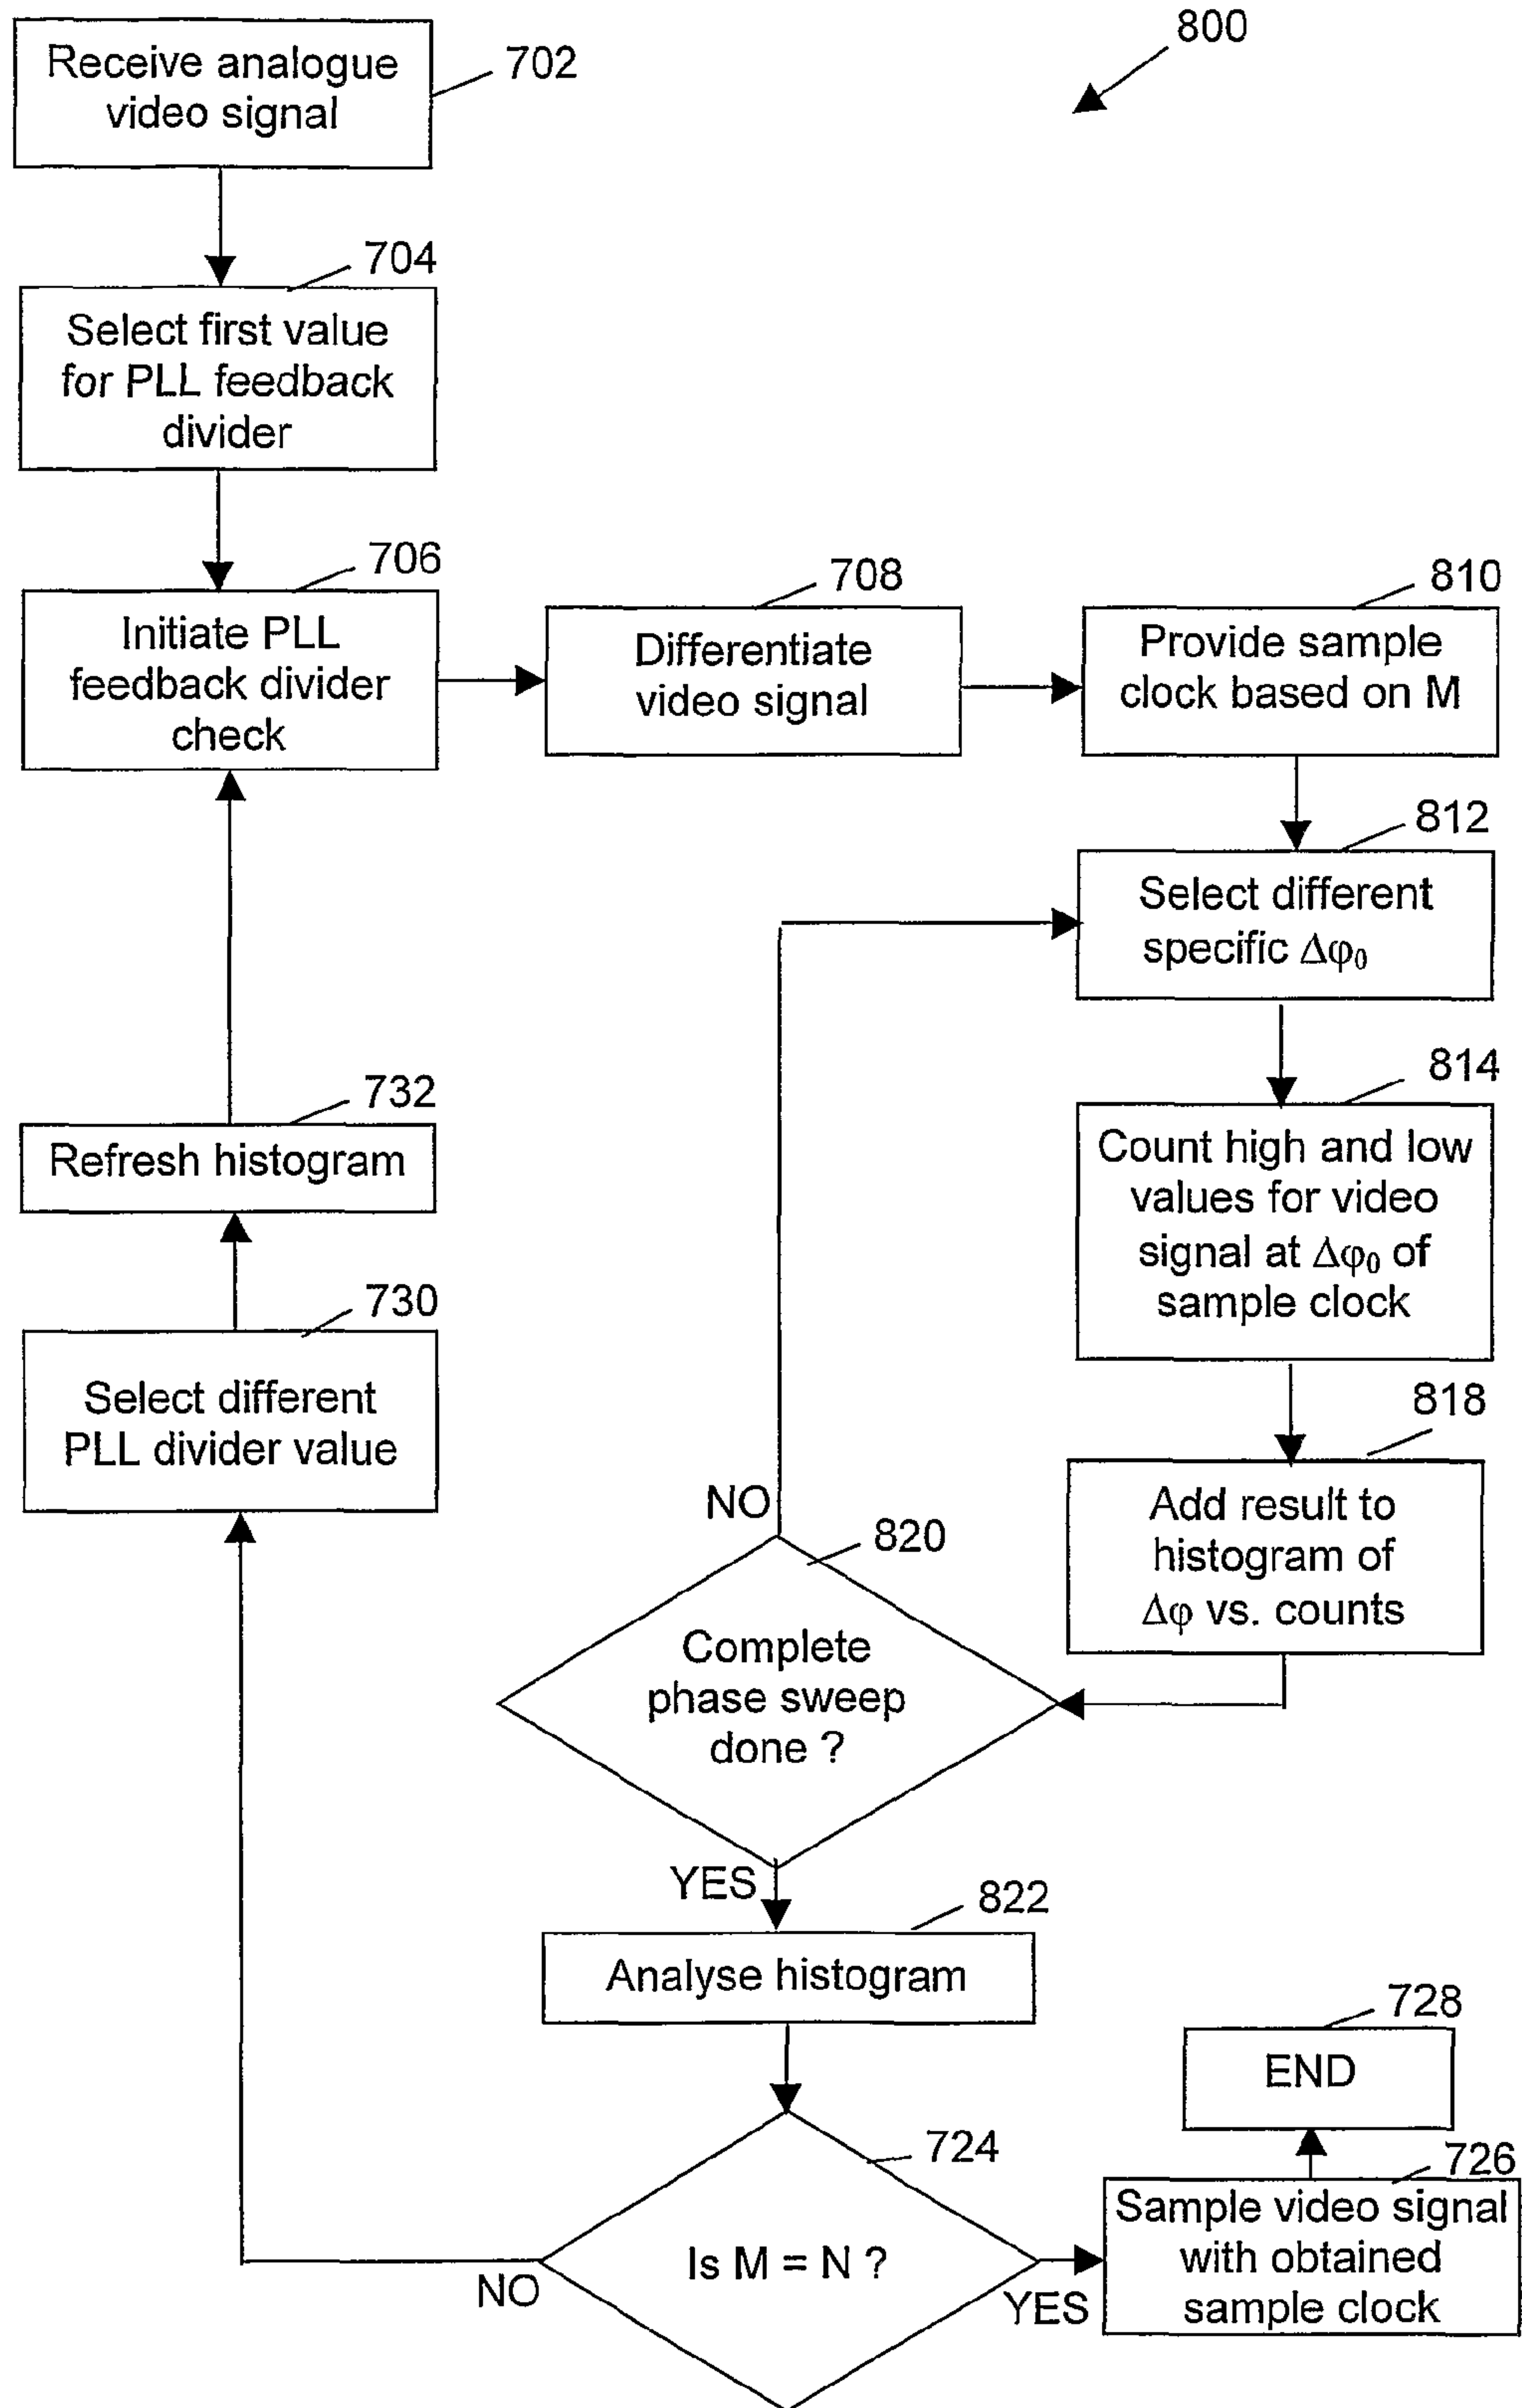 800
Receive analogue
video signal
702
704
Select first value
for PLL feedback
divider
706
Initiate PLL
feedback divider
check
708
Differentiate
video signal
810
Provide sample
clock based on M
812
Select different
specific Δφ₀
814
Count high and low
values for video
signal at Δφ₀ of
sample clock
818
Add result to
histogram of
Δφ vs. counts
732
Refresh histogram
730
Select different
PLL divider value
NO
820
Complete
phase sweep
done ?
YES
822
Analyse histogram
724
Is M = N ?
NO
YES
726
Sample video signal
with obtained
sample clock
728
END